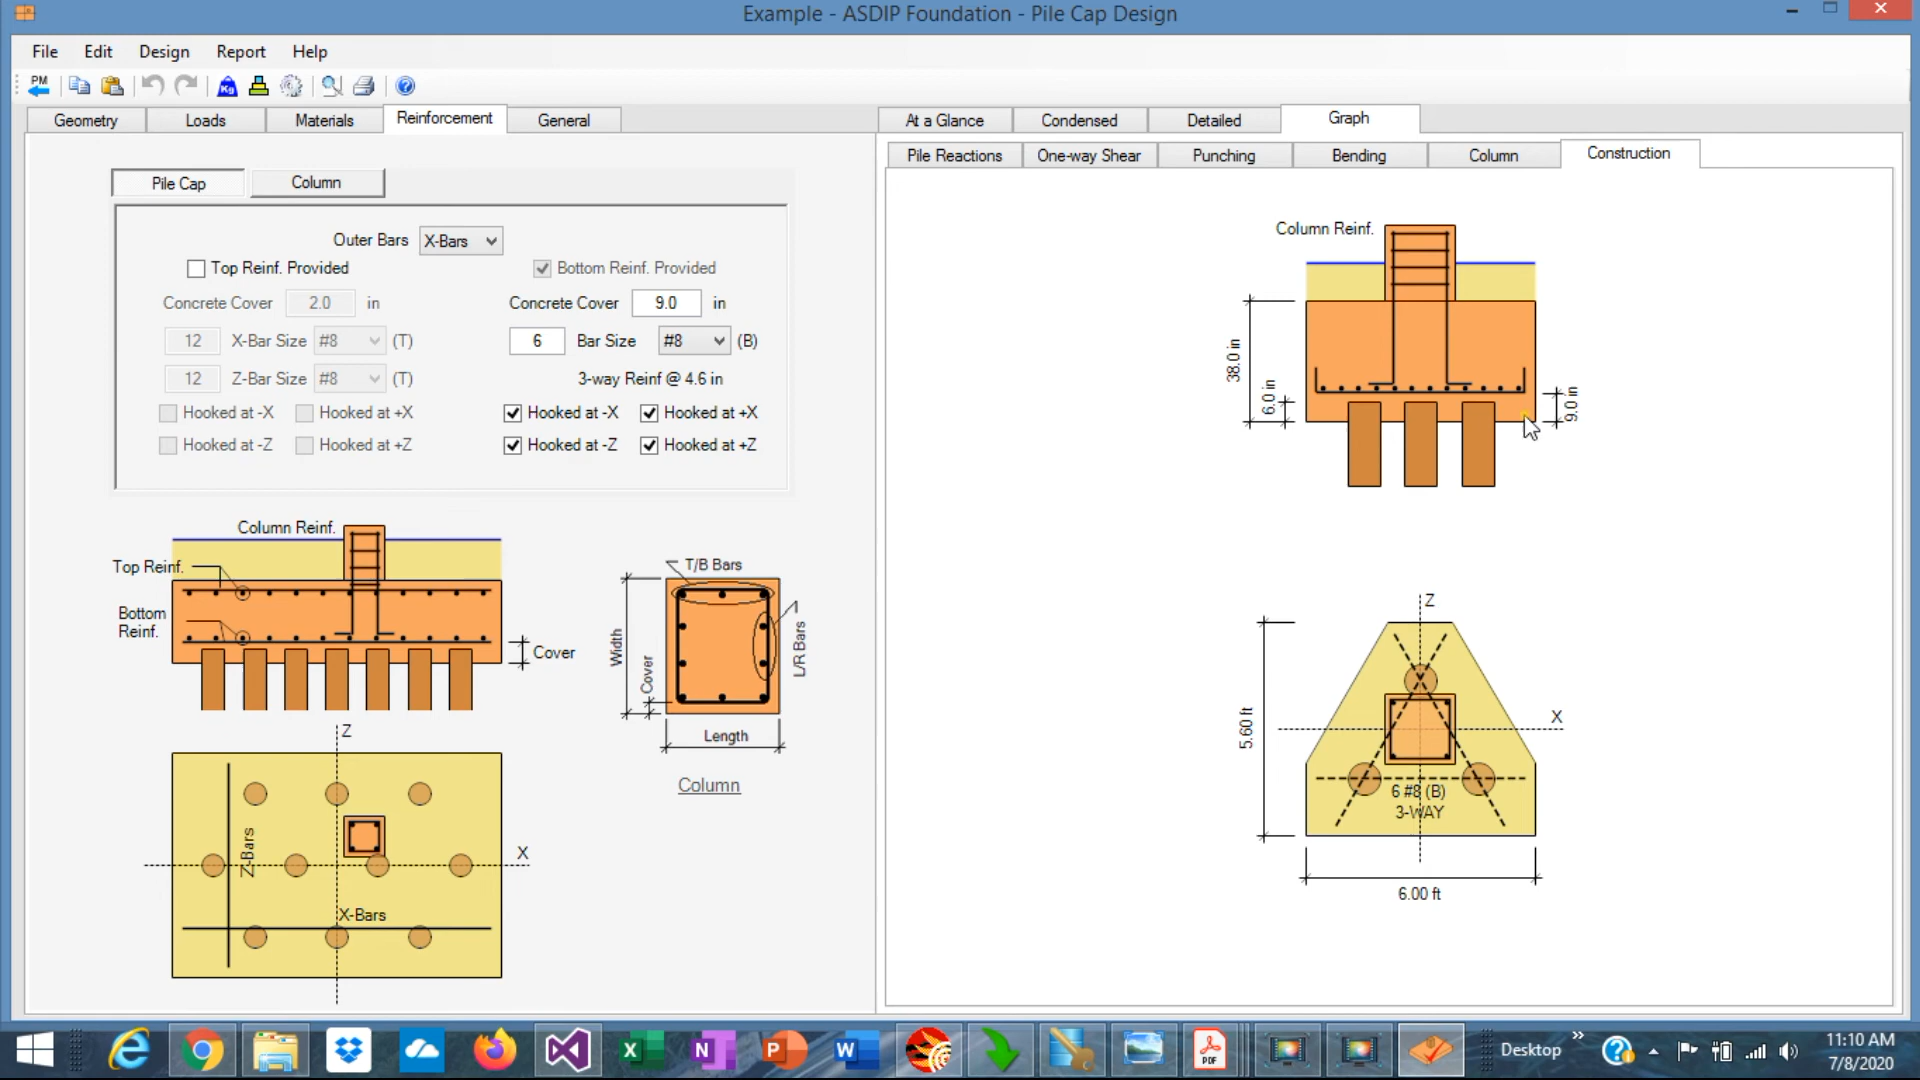 Example - ASDIP Foundation - Pile Cap Design
File Edit Design Report Help
PM
Kg
Geometry Loads Materials Reinforcement General
At a Glance Condensed Detailed Graph
Pile Reactions One-way Shear Punching Bending Column Construction
Pile Cap Column
Outer Bars X-Bars
Top Reinf. Provided
Bottom Reinf. Provided
Concrete Cover 2.0 in
Concrete Cover 9.0 in
12 X-Bar Size #8 (T)
6 Bar Size #8 (B)
12 Z-Bar Size #8 (T)
3-way Reinf @ 4.6 in
Hooked at -X Hooked at +X
Hooked at -X Hooked at +X
Hooked at -Z Hooked at +Z
Hooked at -Z Hooked at +Z
Column Reinf.
Top Reinf.
Bottom
Reinf.
Cover
T/B Bars
L/R Bars
Width
Cover
Length
Column
Z
X
Z-Bars
X-Bars
Column Reinf.
38.0 in
6.0 in
9.0 in
Z
X
5.60 ft
6 #8 (B)
3-WAY
6.00 ft
X N P W PDF
Desktop
11:10 AM
7/8/2020